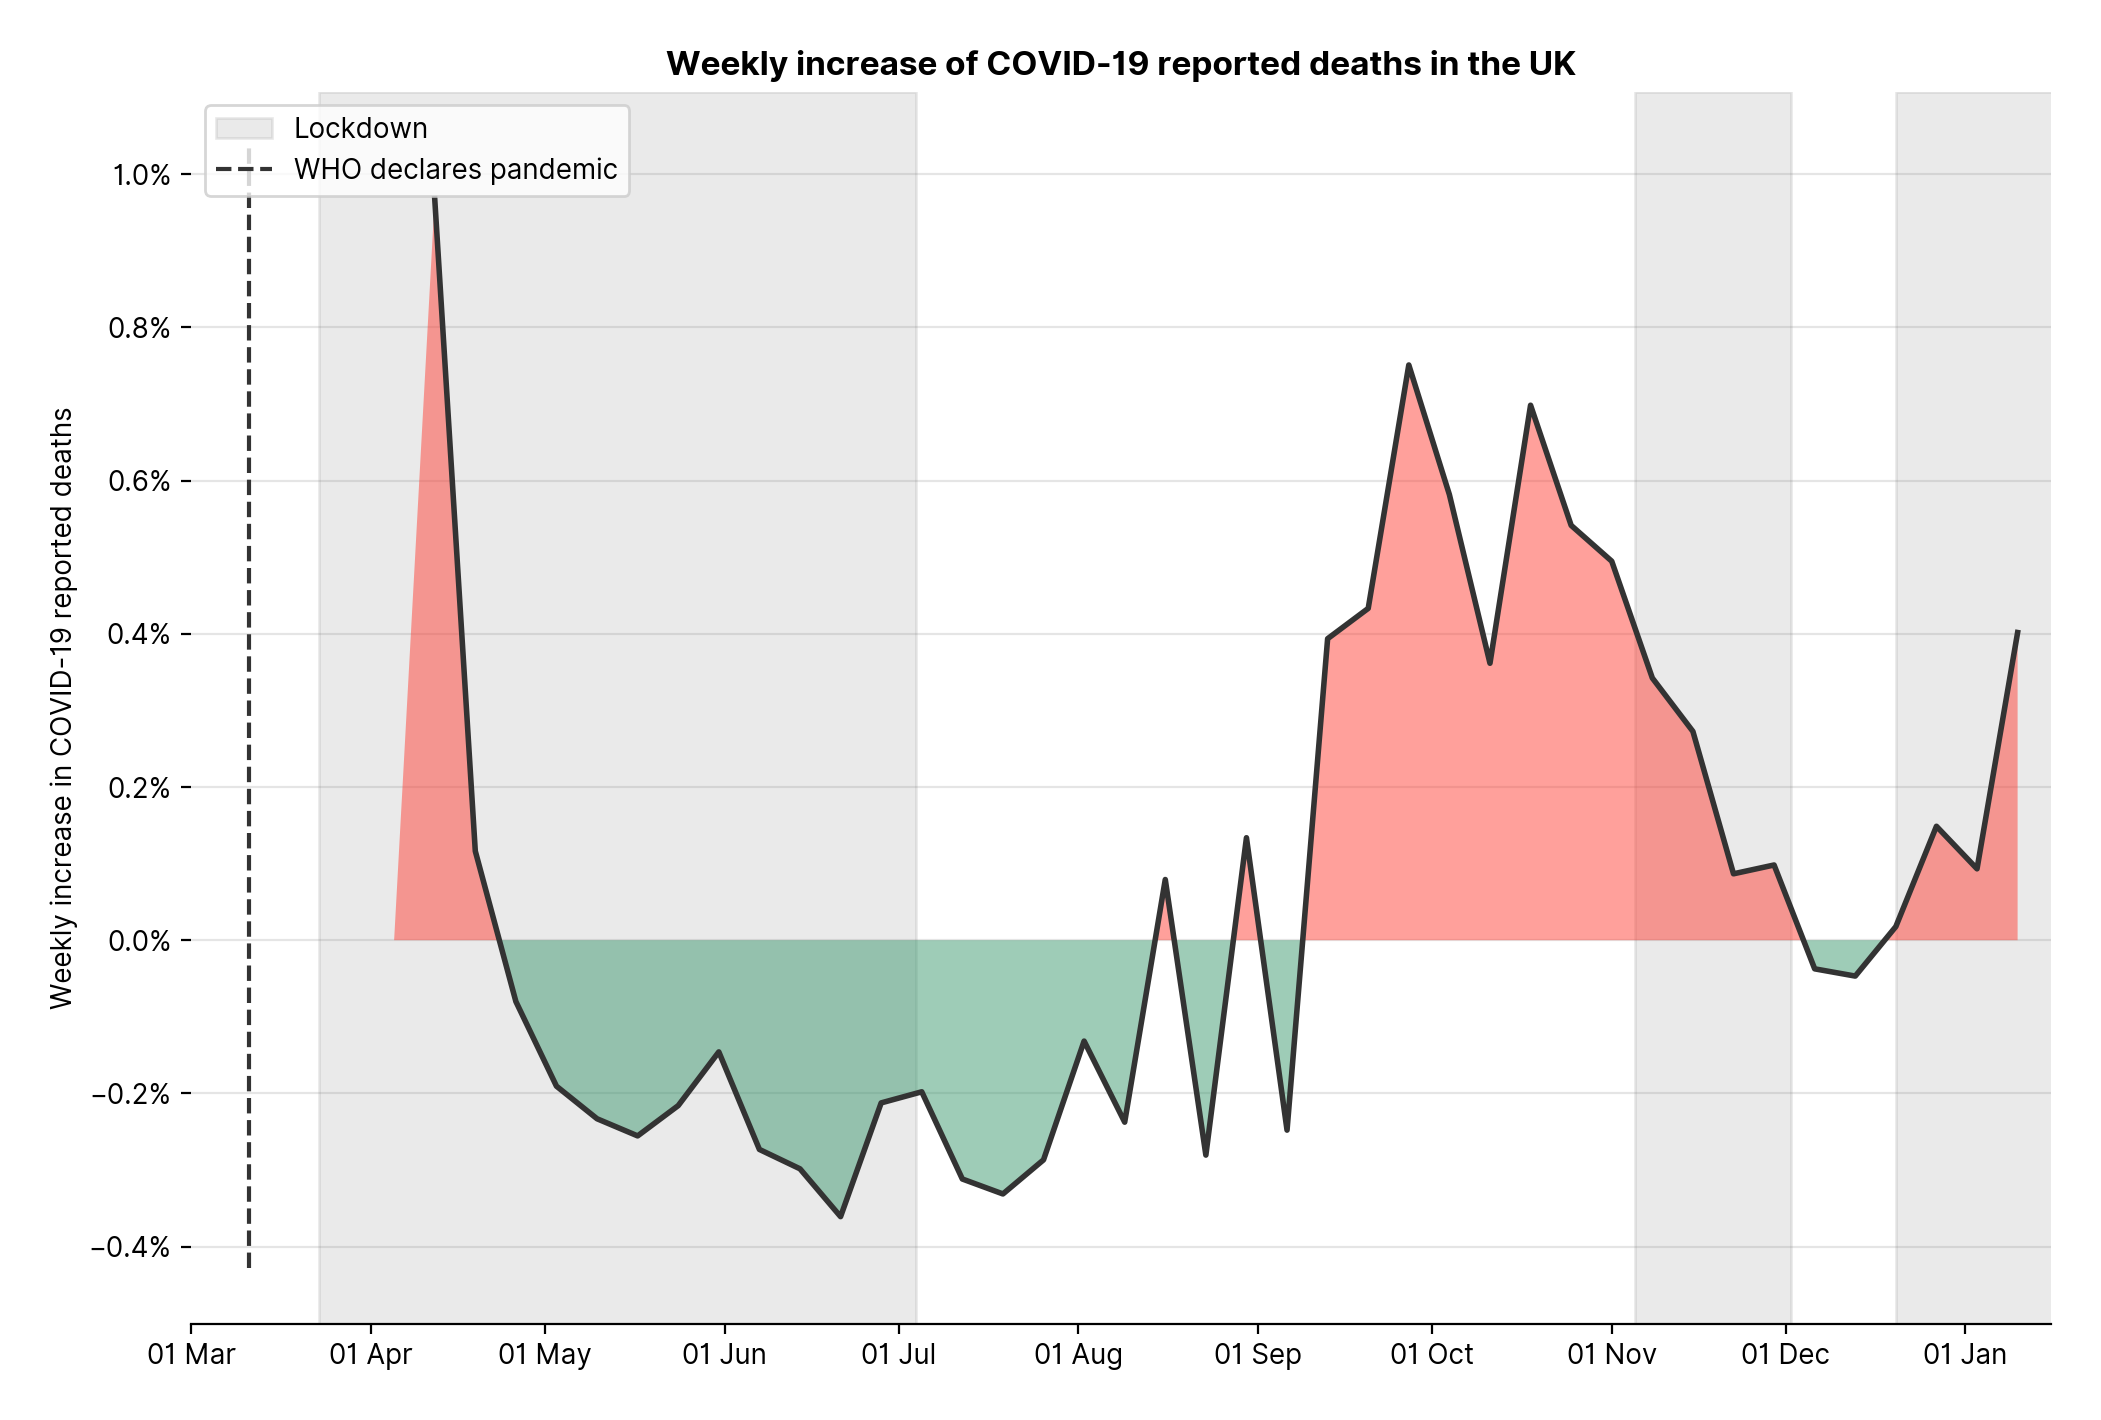 Weekly increase of COVID-19 reported deaths in the UK
Lockdown
WHO declares pandemic
Weekly increase in COVID-19 reported deaths
1.0%
0.8%
0.6%
0.4%
0.2%
0.0%
−0.2%
−0.4%
01 Mar
01 Apr
01 May
01 Jun
01 Jul
01 Aug
01 Sep
01 Oct
01 Nov
01 Dec
01 Jan